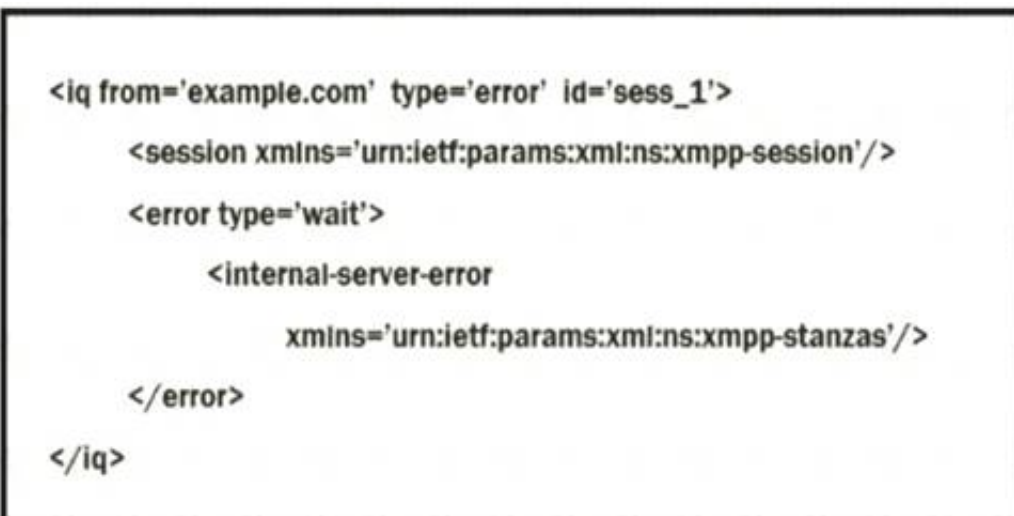 <iq from='example.com' type='error' id='sess_1'>
<session xmlns='urn:ietf:params:xml:ns:xmpp-session'/>
<error type='wait'>
<internal-server-error
xmlns='urn:ietf:params:xml:ns:xmpp-stanzas'/>
</error>
</iq>